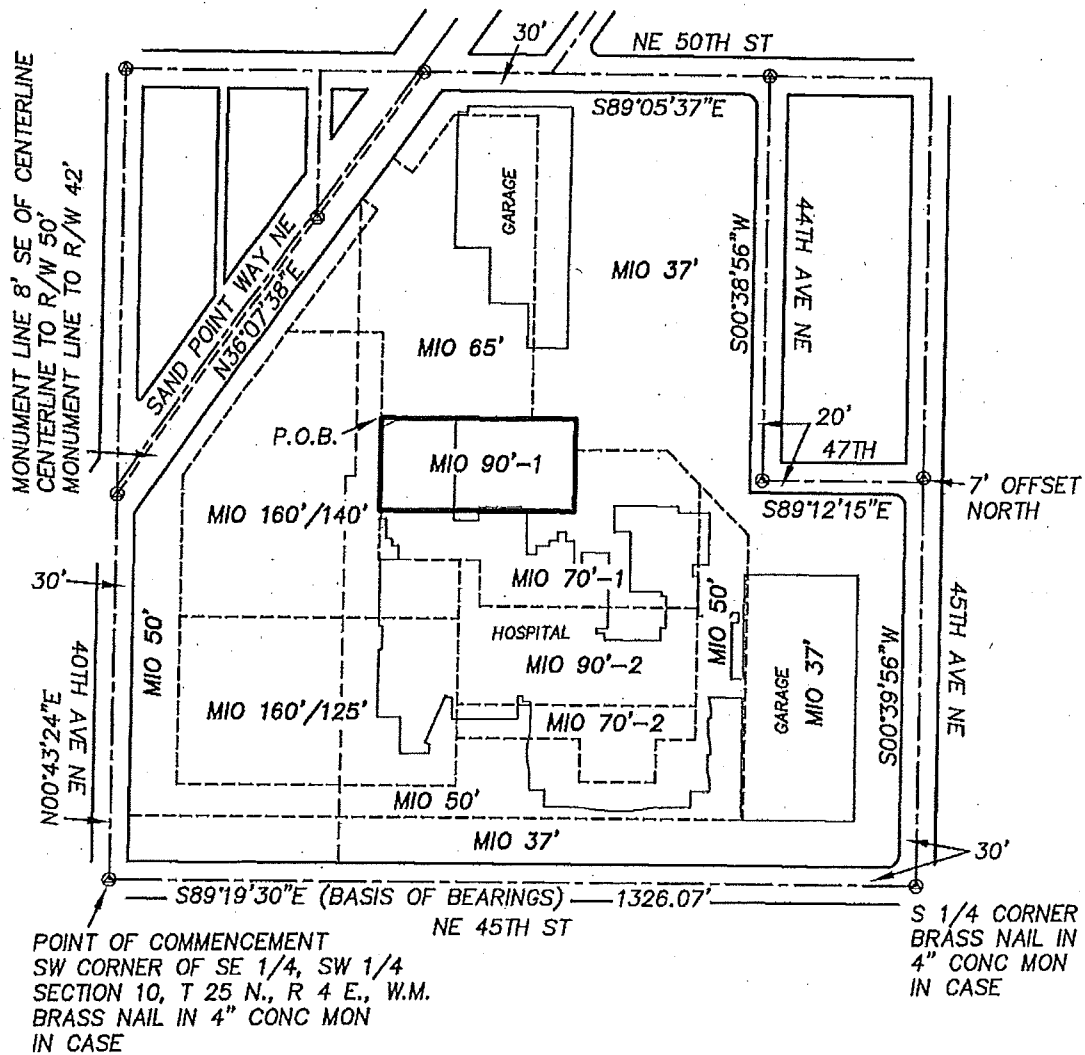 30'
NE 50TH ST
S89°05'37"E
MONUMENT LINE 8' SE OF CENTERLINE
CENTERLINE TO R/W 50'
MONUMENT LINE TO R/W 42'
SAND POINT WAY NE
N36°07'38"E
GARAGE
MIO 37'
S00°38'56"W
44TH AVE NE
MIO 65'
P.O.B.
MIO 90'-1
20'
47TH
7' OFFSET
NORTH
S89°12'15"E
MIO 160'/140'
30'
MIO 70'-1
MIO 50'
HOSPITAL
MIO 90'-2
MIO 50'
40TH AVE NE
N00°43'24"E
MIO 160'/125'
MIO 70'-2
GARAGE
MIO 37'
S00°39'56"W
45TH AVE NE
MIO 50'
MIO 37'
30'
S89°19'30"E (BASIS OF BEARINGS) 1326.07'
NE 45TH ST
POINT OF COMMENCEMENT
SW CORNER OF SE 1/4, SW 1/4
SECTION 10, T 25 N., R 4 E., W.M.
BRASS NAIL IN 4" CONC MON
IN CASE
S 1/4 CORNER
BRASS NAIL IN
4" CONC MON
IN CASE